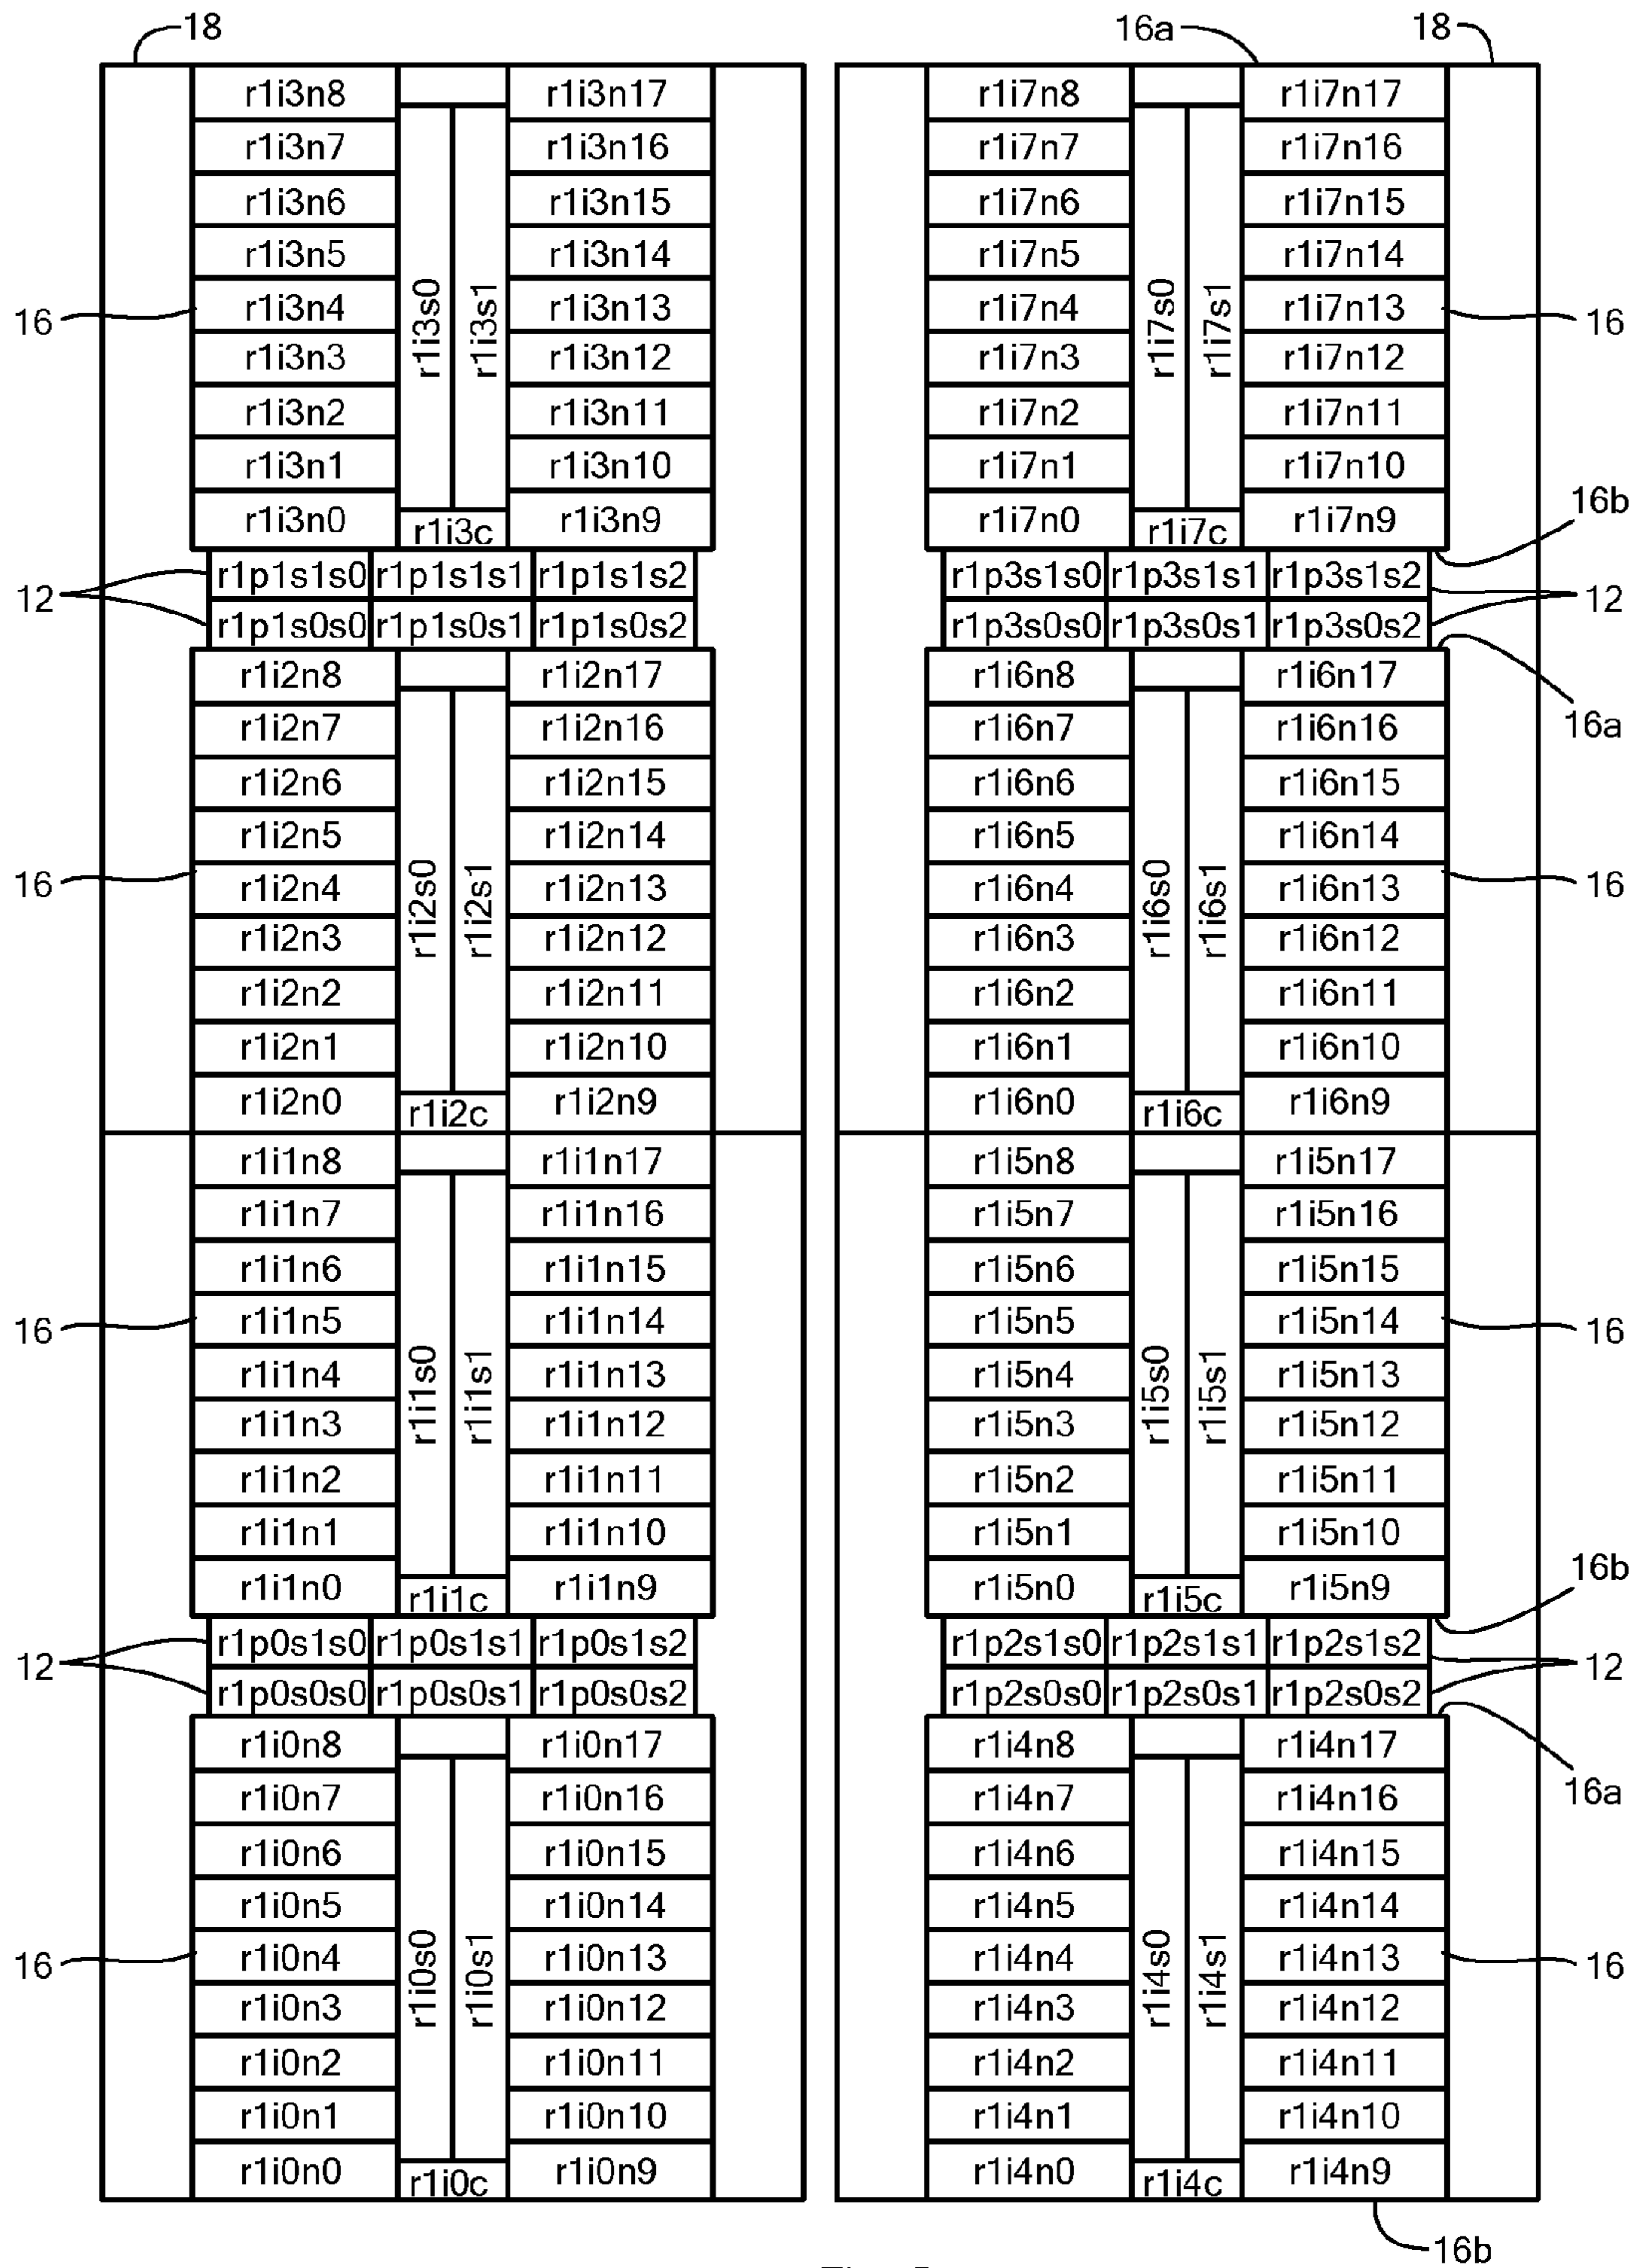 18 16a 18
r1i3n8 r1i3n17 r1i7n8 r1i7n17
r1i3n7 r1i3n16 r1i7n7 r1i7n16
r1i3n6 r1i3n15 r1i7n6 r1i7n15
r1i3n5 r1i3n14 r1i7n5 r1i7n14
16 r1i3n4 r1i3s0 r1i3s1 r1i3n13 r1i7n4 r1i7s0 r1i7s1 r1i7n13 16
r1i3n3 r1i3n12 r1i7n3 r1i7n12
r1i3n2 r1i3n11 r1i7n2 r1i7n11
r1i3n1 r1i3n10 r1i7n1 r1i7n10
16b
r1i3n0 r1i3c r1i3n9 r1i7n0 r1i7c r1i7n9
r1p1s1s0 r1p1s1s1 r1p1s1s2 r1p3s1s0 r1p3s1s1 r1p3s1s2
12 12
r1p1s0s0 r1p1s0s1 r1p1s0s2 r1p3s0s0 r1p3s0s1 r1p3s0s2
r1i2n8 r1i2n17 r1i6n8 r1i6n17
r1i2n7 r1i2n16 r1i6n7 r1i6n16 16a
r1i2n6 r1i2n15 r1i6n6 r1i6n15
r1i2n5 r1i2n14 r1i6n5 r1i6n14
16 r1i2n4 r1i2s0 r1i2s1 r1i2n13 r1i6n4 r1i6s0 r1i6s1 r1i6n13 16
r1i2n3 r1i2n12 r1i6n3 r1i6n12
r1i2n2 r1i2n11 r1i6n2 r1i6n11
r1i2n1 r1i2n10 r1i6n1 r1i6n10
r1i2n0 r1i2c r1i2n9 r1i6n0 r1i6c r1i6n9
r1i1n8 r1i1n17 r1i5n8 r1i5n17
r1i1n7 r1i1n16 r1i5n7 r1i5n16
r1i1n6 r1i1n15 r1i5n6 r1i5n15
16 r1i1n5 r1i1n14 r1i5n5 r1i5n14 16
r1i1n4 r1i1s0 r1i1s1 r1i1n13 r1i5n4 r1i5s0 r1i5s1 r1i5n13
r1i1n3 r1i1n12 r1i5n3 r1i5n12
r1i1n2 r1i1n11 r1i5n2 r1i5n11
r1i1n1 r1i1n10 r1i5n1 r1i5n10
16b
r1i1n0 r1i1c r1i1n9 r1i5n0 r1i5c r1i5n9
r1p0s1s0 r1p0s1s1 r1p0s1s2 r1p2s1s0 r1p2s1s1 r1p2s1s2
12 12
r1p0s0s0 r1p0s0s1 r1p0s0s2 r1p2s0s0 r1p2s0s1 r1p2s0s2
r1i0n8 r1i0n17 r1i4n8 r1i4n17
r1i0n7 r1i0n16 r1i4n7 r1i4n16 16a
r1i0n6 r1i0n15 r1i4n6 r1i4n15
r1i0n5 r1i0n14 r1i4n5 r1i4n14
16 r1i0n4 r1i0s0 r1i0s1 r1i0n13 r1i4n4 r1i4s0 r1i4s1 r1i4n13 16
r1i0n3 r1i0n12 r1i4n3 r1i4n12
r1i0n2 r1i0n11 r1i4n2 r1i4n11
r1i0n1 r1i0n10 r1i4n1 r1i4n10
r1i0n0 r1i0c r1i0n9 r1i4n0 r1i4c r1i4n9
16b